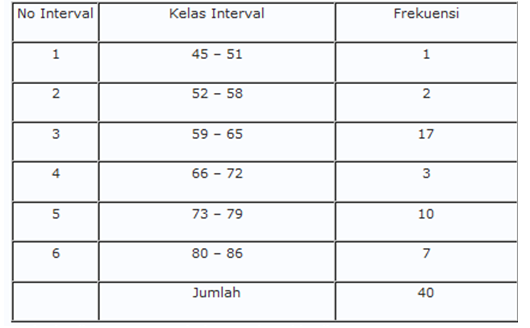 No Interval Kelas Interval Frekuensi
1 45 – 51 1
2 52 – 58 2
3 59 – 65 17
4 66 – 72 3
5 73 – 79 10
6 80 – 86 7
Jumlah 40